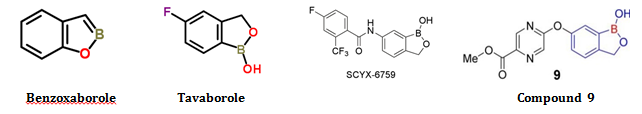 B
O
Benzoxaborole
F
O
B
OH
Tavaborole
F
O
N
H
CF3
OH
B
O
SCYX-6759
MeO
O
N
N
O
OH
B
O
9
Compound 9